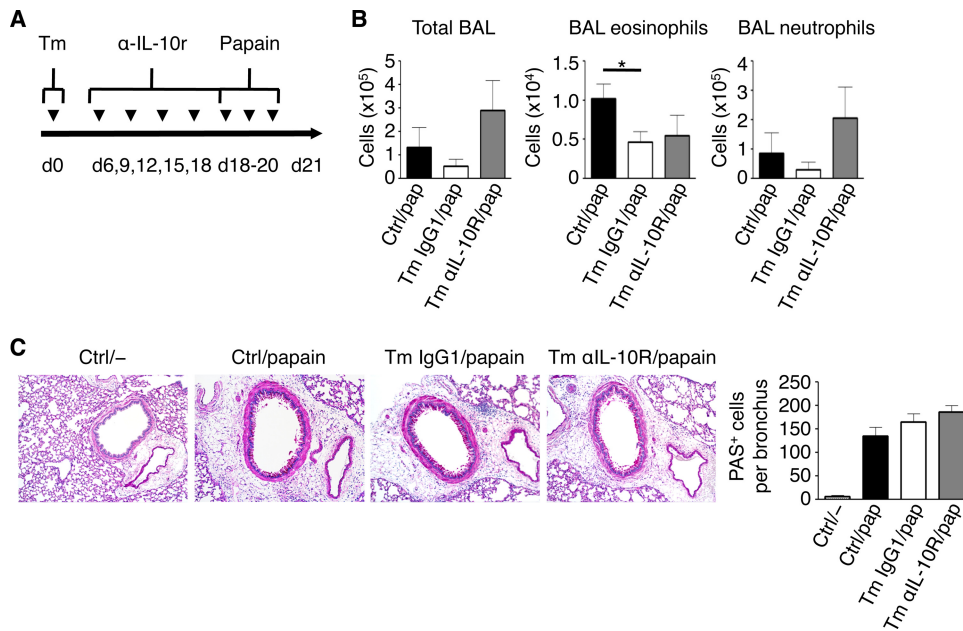 A
Tm
α-IL-10r
Papain
d0
d6,9,12,15,18
d18-20
d21
B
Total BAL
Cells (x10⁵)
5
4
3
2
1
0
Ctrl/pap
Tm IgG1/pap
Tm αIL-10R/pap
BAL eosinophils
Cells (x10⁴)
1.5
1.0
0.5
0
*
Ctrl/pap
Tm IgG1/pap
Tm αIL-10R/pap
BAL neutrophils
Cells (x10⁵)
4
3
2
1
0
Ctrl/pap
Tm IgG1/pap
Tm αIL-10R/pap
C
Ctrl/–
Ctrl/papain
Tm IgG1/papain
Tm αIL-10R/papain
PAS⁺ cells
per bronchus
250
200
150
100
50
0
Ctrl/–
Ctrl/pap
Tm IgG1/pap
Tm αIL-10R/pap